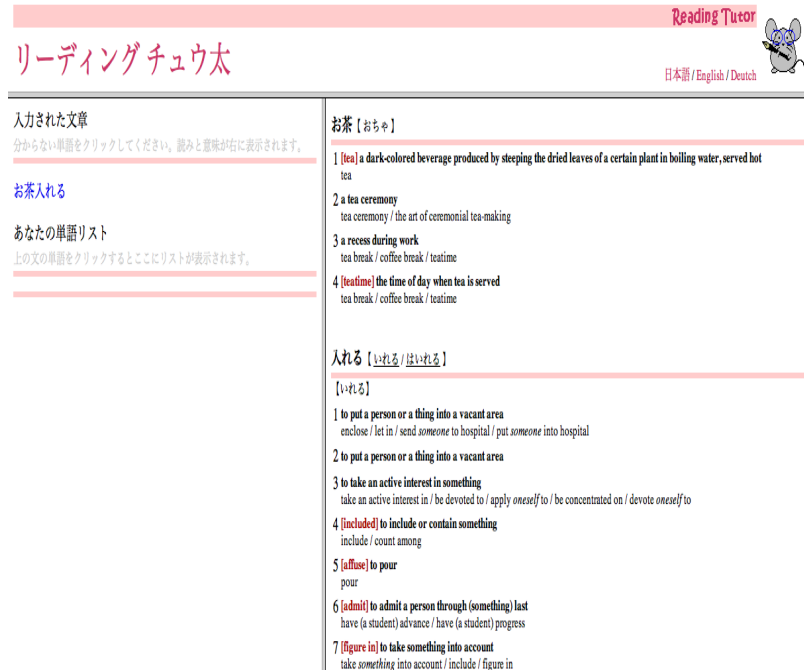 Reading Tutor
リーディング チュウ太
日本語 / English / Deutch
入力された文章
分からない単語をクリックしてください。読みと意味が右に表示されます。
お茶入れる
あなたの単語リスト
上の文の単語をクリックするとここにリストが表示されます。
お茶【おちゃ】
1 [tea] a dark-colored beverage produced by steeping the dried leaves of a certain plant in boiling water, served hot
tea
2 a tea ceremony
tea ceremony / the art of ceremonial tea-making
3 a recess during work
tea break / coffee break / teatime
4 [teatime] the time of day when tea is served
tea break / coffee break / teatime
入れる【いれる / はいれる】
【いれる】
1 to put a person or a thing into a vacant area
enclose / let in / send someone to hospital / put someone into hospital
2 to put a person or a thing into a vacant area
3 to take an active interest in something
take an active interest in / be devoted to / apply oneself to / be concentrated on / devote oneself to
4 [included] to include or contain something
include / count among
5 [affuse] to pour
pour
6 [admit] to admit a person through (something) last
have (a student) advance / have (a student) progress
7 [figure in] to take something into account
take something into account / include / figure in